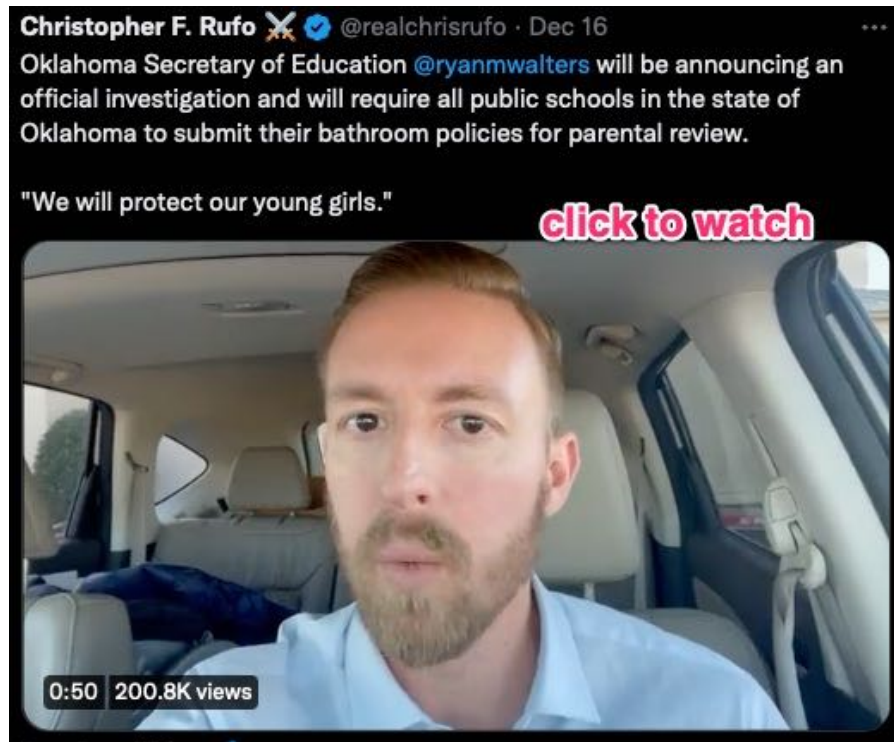 Christopher F. Rufo ⚔️ @realchrisrufo · Dec 16
Oklahoma Secretary of Education @ryanmwalters will be announcing an
official investigation and will require all public schools in the state of
Oklahoma to submit their bathroom policies for parental review.
"We will protect our young girls."
click to watch
0:50 200.8K views